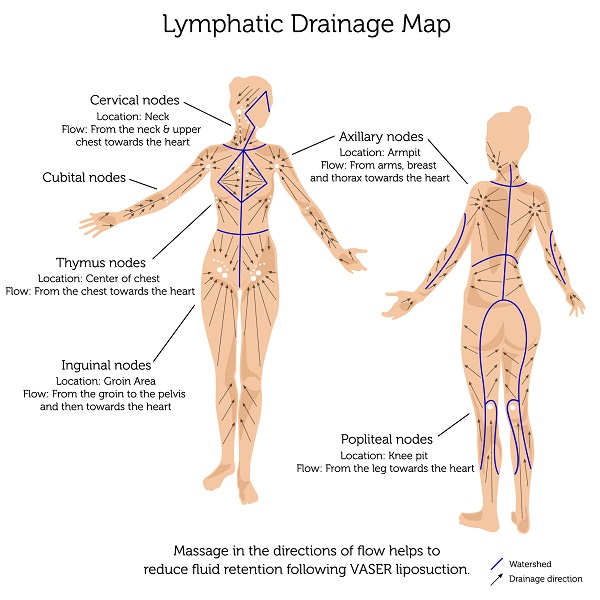 Lymphatic Drainage Map
Cervical nodes
Location: Neck
Flow: From the neck & upper
chest towards the heart
Axillary nodes
Location: Armpit
Flow: From arms, breast
and thorax towards the heart
Cubital nodes
Thymus nodes
Location: Center of chest
Flow: From the chest towards the heart
Inguinal nodes
Location: Groin Area
Flow: From the groin to the pelvis
and then towards the heart
Popliteal nodes
Location: Knee pit
Flow: From the leg towards the heart
Massage in the directions of flow helps to
reduce fluid retention following VASER liposuction.
Watershed
Drainage direction